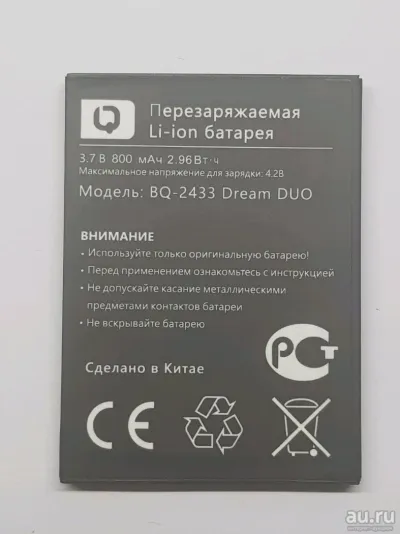 Перезаряжаемая
Li-ion батарея
3.7 В 800 мАч 2.96Вт·ч
Максимальное напряжение для зарядки: 4.2В
Модель: BQ-2433 Dream DUO
ВНИМАНИЕ
• Используйте только оригинальную батарею!
• Перед применением ознакомьтесь с инструкцией
• Не допускайте касание металлическими
предметами контактов батареи
• Не вскрывайте батарею
РСТ
Сделано в Китае
CE
au.ru